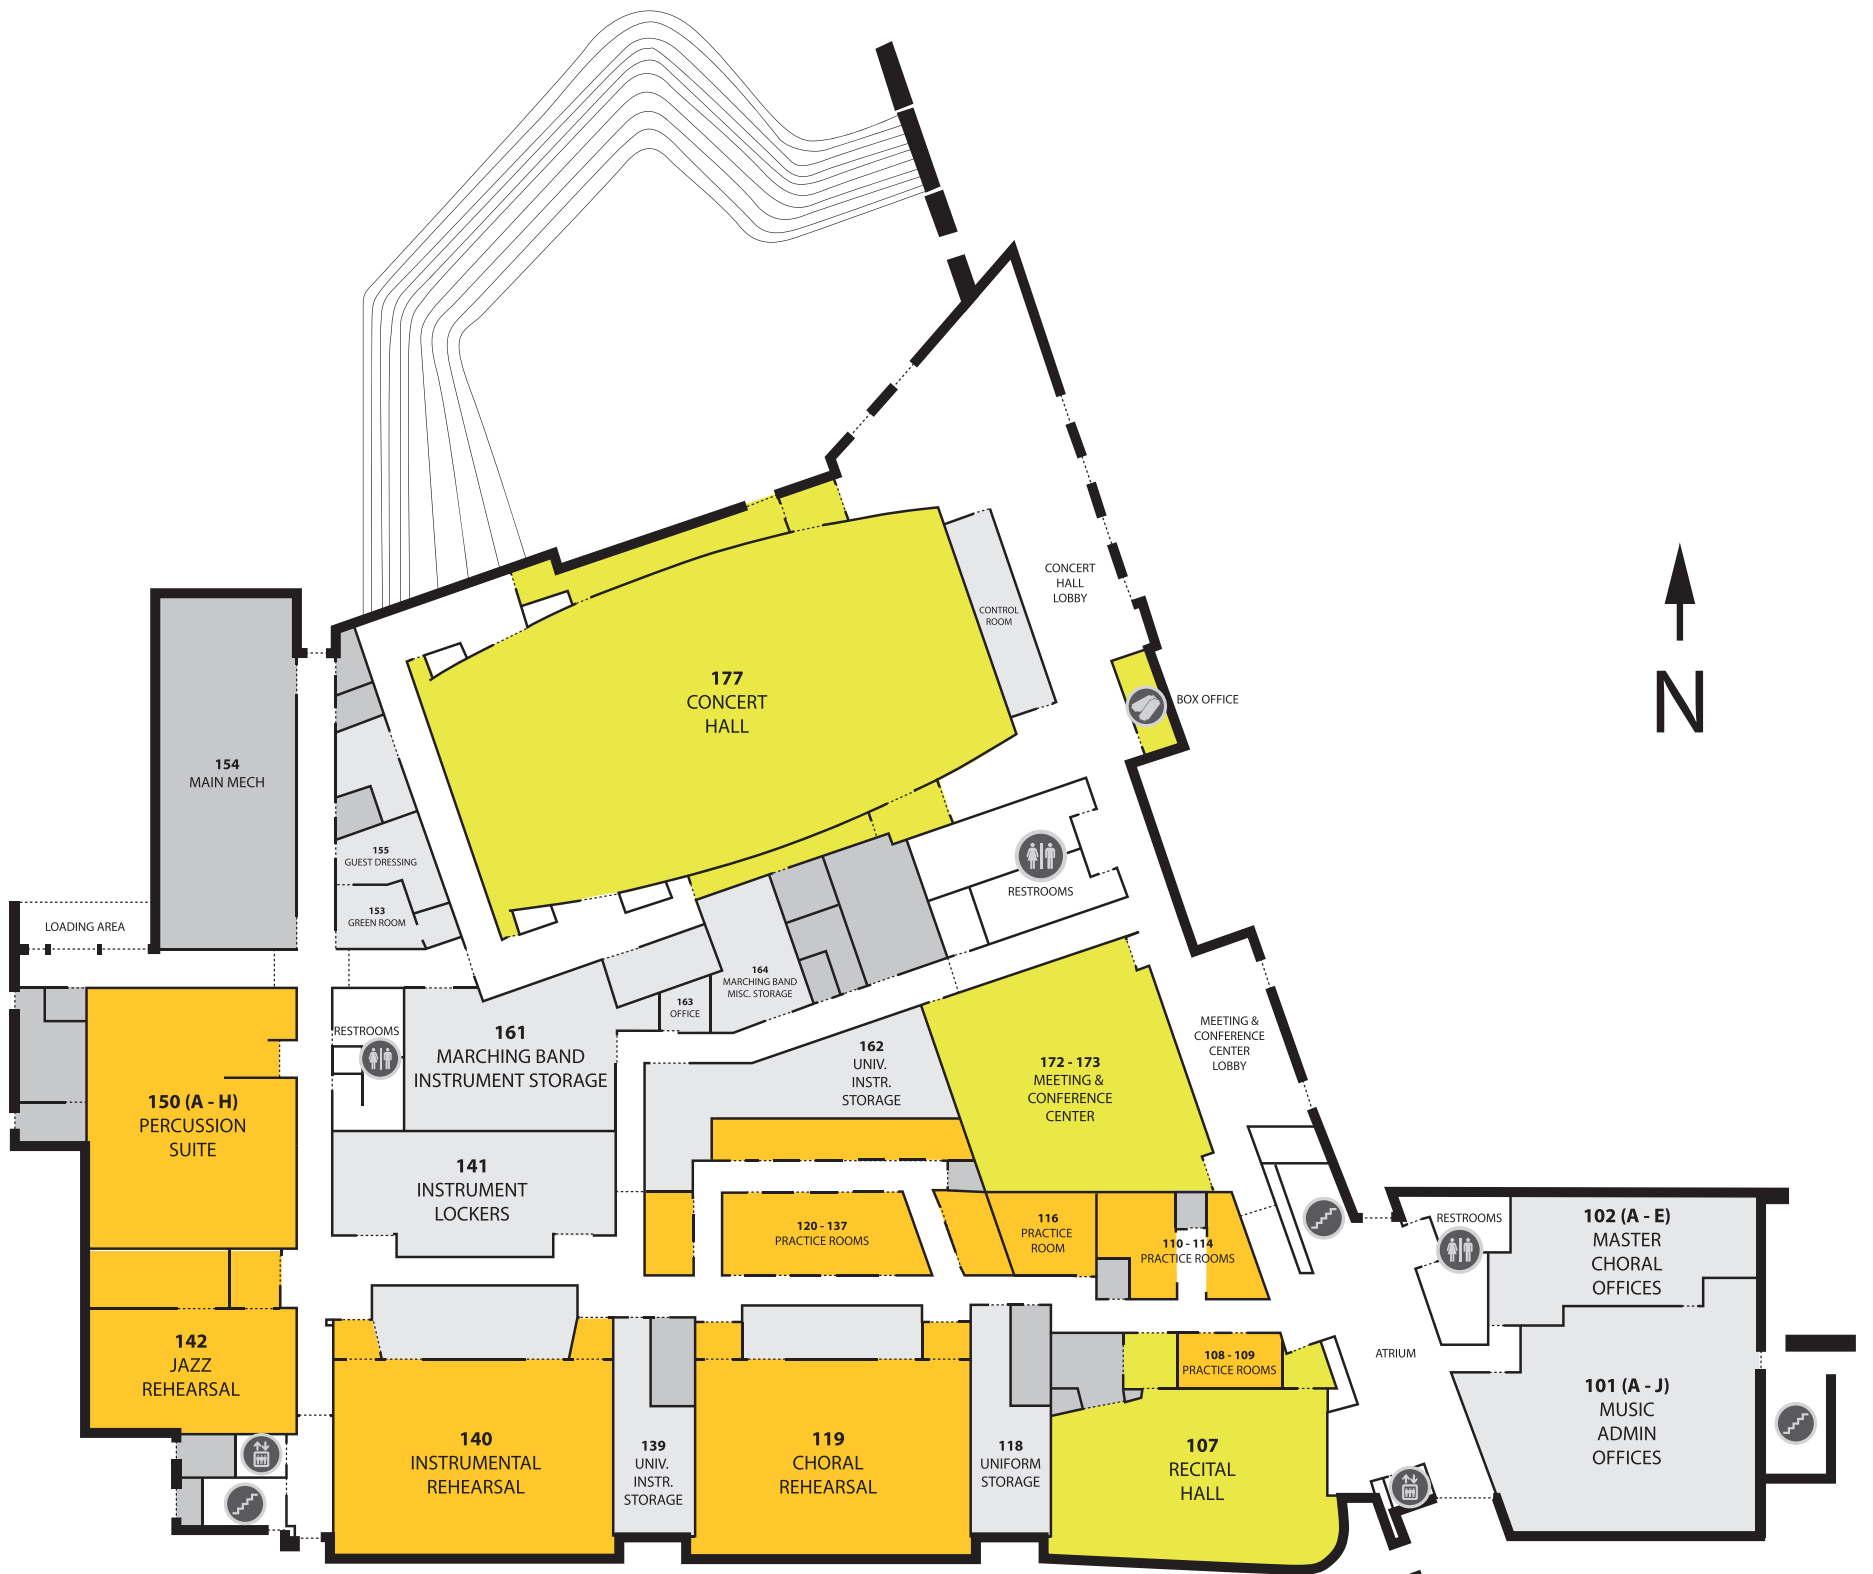 CONCERT
HALL
LOBBY
CONTROL
ROOM
177
CONCERT
HALL
BOX OFFICE
N
154
MAIN MECH
155
GUEST DRESSING
153
GREEN ROOM
LOADING AREA
RESTROOMS
164
MARCHING BAND
MISC. STORAGE
163
OFFICE
RESTROOMS
161
MARCHING BAND
INSTRUMENT STORAGE
162
UNIV.
INSTR.
STORAGE
172 - 173
MEETING &
CONFERENCE
CENTER
MEETING &
CONFERENCE
CENTER
LOBBY
150 (A - H)
PERCUSSION
SUITE
141
INSTRUMENT
LOCKERS
120 - 137
PRACTICE ROOMS
116
PRACTICE
ROOM
110 - 114
PRACTICE ROOMS
RESTROOMS
102 (A - E)
MASTER
CHORAL
OFFICES
142
JAZZ
REHEARSAL
108 - 109
PRACTICE ROOMS
ATRIUM
101 (A - J)
MUSIC
ADMIN
OFFICES
140
INSTRUMENTAL
REHEARSAL
139
UNIV.
INSTR.
STORAGE
119
CHORAL
REHEARSAL
118
UNIFORM
STORAGE
107
RECITAL
HALL